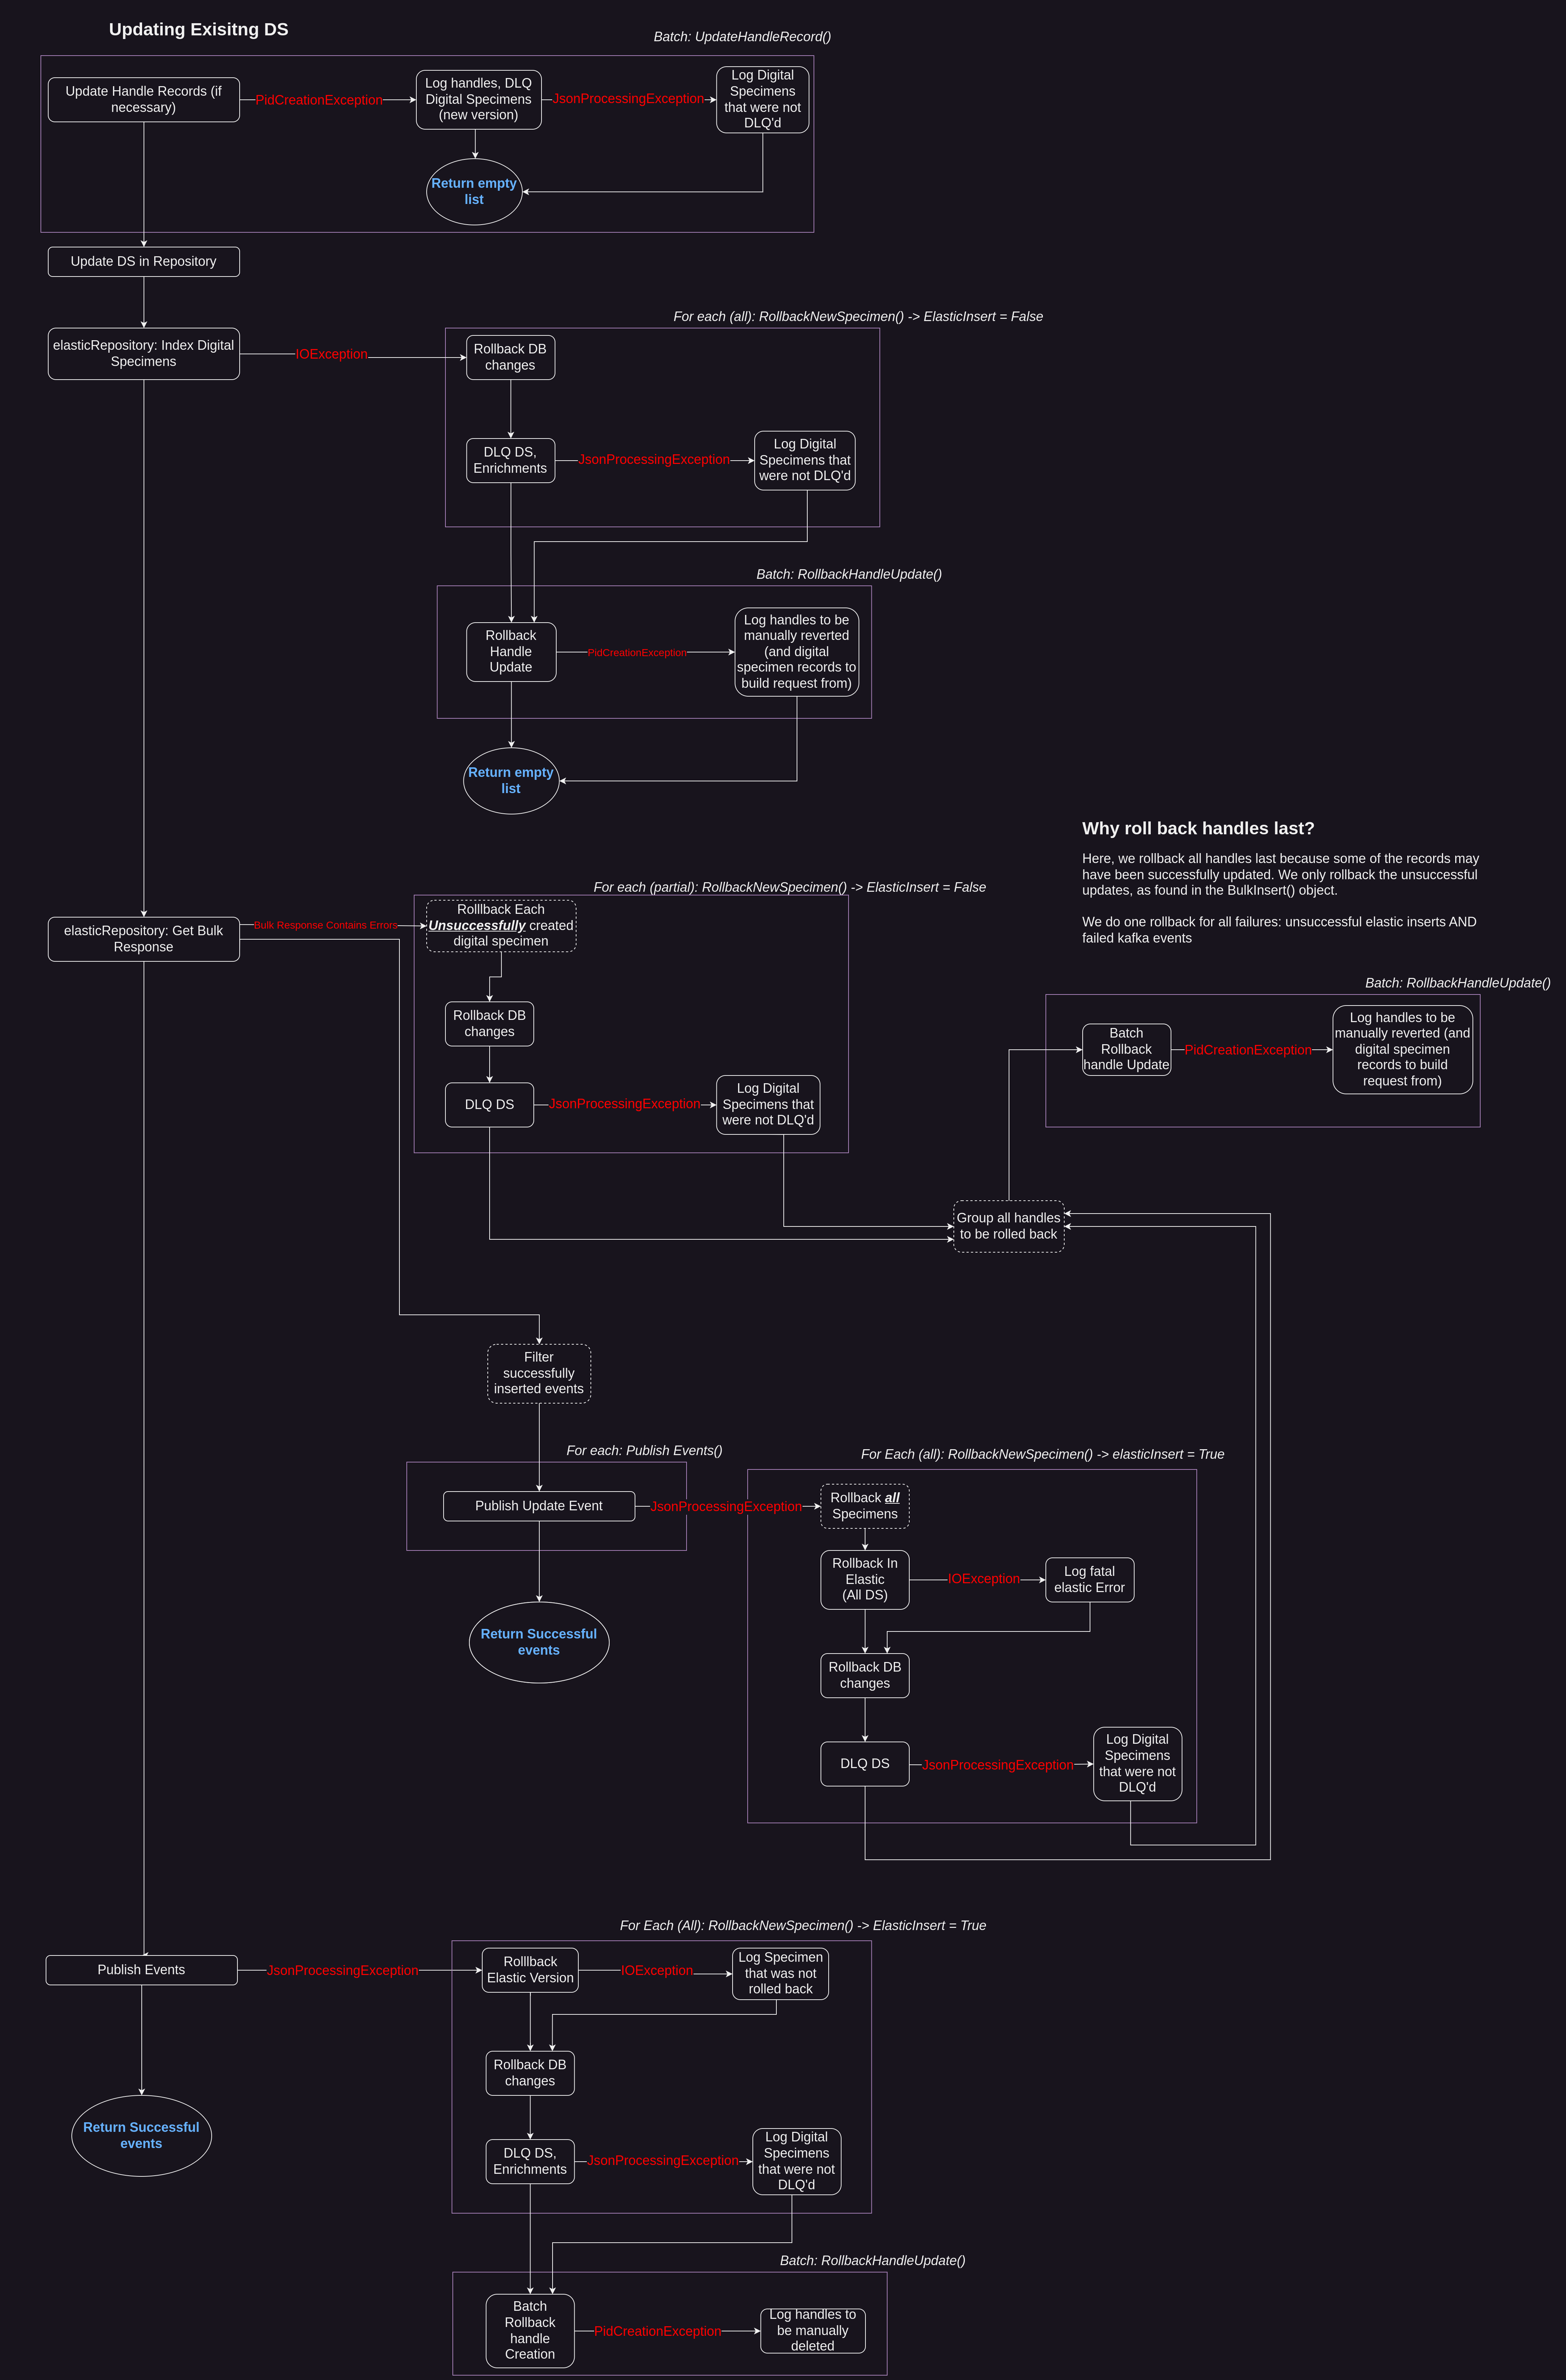 Updating Exisitng DS
Batch: UpdateHandleRecord()
Update Handle Records (if
necessary)
PidCreationException
Log handles, DLQ
Digital Specimens
(new version)
JsonProcessingException
Log Digital
Specimens
that were not
DLQ'd
Return empty
list
Update DS in Repository
For each (all): RollbackNewSpecimen() -> ElasticInsert = False
elasticRepository: Index Digital
Specimens
IOException
Rollback DB
changes
DLQ DS,
Enrichments
JsonProcessingException
Log Digital
Specimens that
were not DLQ'd
Batch: RollbackHandleUpdate()
Rollback
Handle
Update
PidCreationException
Log handles to be
manually reverted
(and digital
specimen records to
build request from)
Return empty
list
Why roll back handles last?
Here, we rollback all handles last because some of the records may
have been successfully updated. We only rollback the unsuccessful
updates, as found in the BulkInsert() object.
We do one rollback for all failures: unsuccessful elastic inserts AND
failed kafka events
For each (partial): RollbackNewSpecimen() -> ElasticInsert = False
elasticRepository: Get Bulk
Response
Bulk Response Contains Errors
Rolllback Each
Unsuccessfully created
digital specimen
Rollback DB
changes
DLQ DS
JsonProcessingException
Log Digital
Specimens that
were not DLQ'd
Batch: RollbackHandleUpdate()
Batch
Rollback
handle Update
PidCreationException
Log handles to be
manually reverted (and
digital specimen
records to build
request from)
Group all handles
to be rolled back
Filter
successfully
inserted events
For each: Publish Events()
Publish Update Event
JsonProcessingException
Return Successful
events
For Each (all): RollbackNewSpecimen() -> elasticInsert = True
Rollback all
Specimens
Rollback In
Elastic
(All DS)
IOException
Log fatal
elastic Error
Rollback DB
changes
DLQ DS
JsonProcessingException
Log Digital
Specimens
that were not
DLQ'd
For Each (All): RollbackNewSpecimen() -> ElasticInsert = True
Publish Events
JsonProcessingException
Rolllback
Elastic Version
IOException
Log Specimen
that was not
rolled back
Rollback DB
changes
Return Successful
events
DLQ DS,
Enrichments
JsonProcessingException
Log Digital
Specimens
that were not
DLQ'd
Batch: RollbackHandleUpdate()
Batch
Rollback
handle
Creation
PidCreationException
Log handles to
be manually
deleted